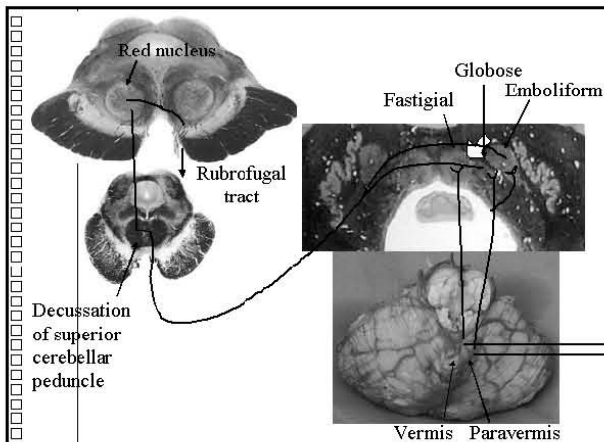 Red nucleus
Globose
Emboliform
Fastigial
Rubrofugal
tract
Decussation
of superior
cerebellar
peduncle
Vermis
Paravermis